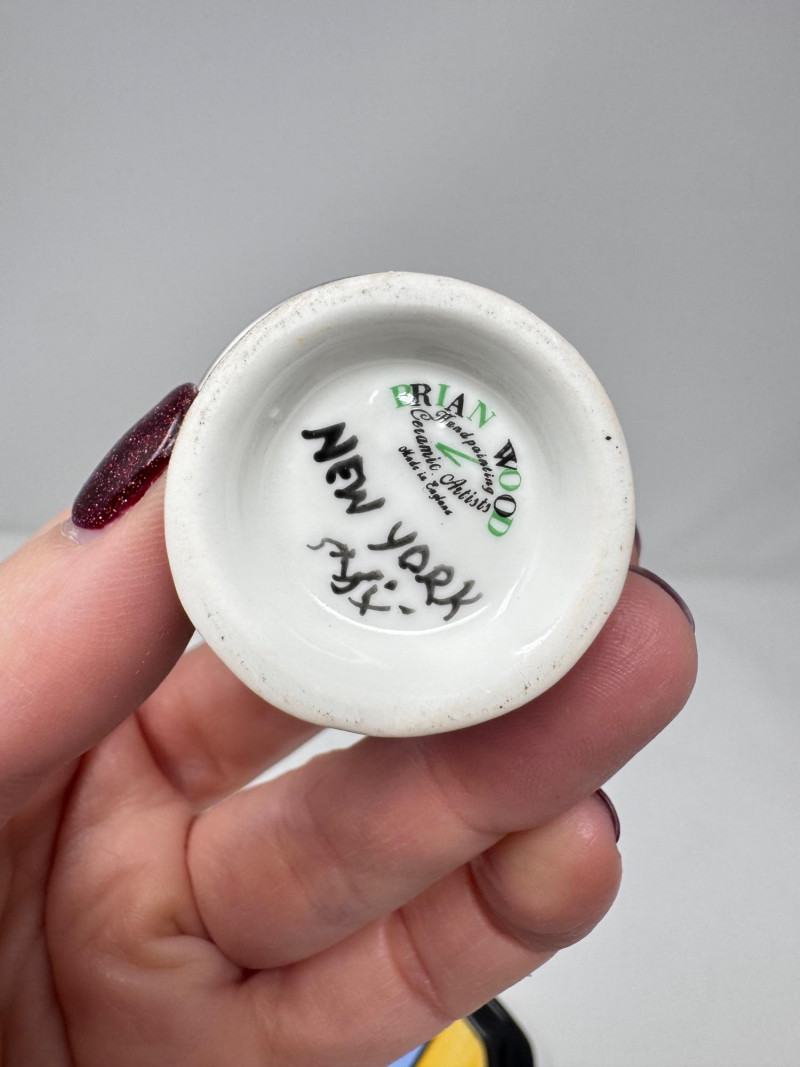 BRIAN WOOD
Handpainting
Ceramic Artists
Made in England
NEW YORK